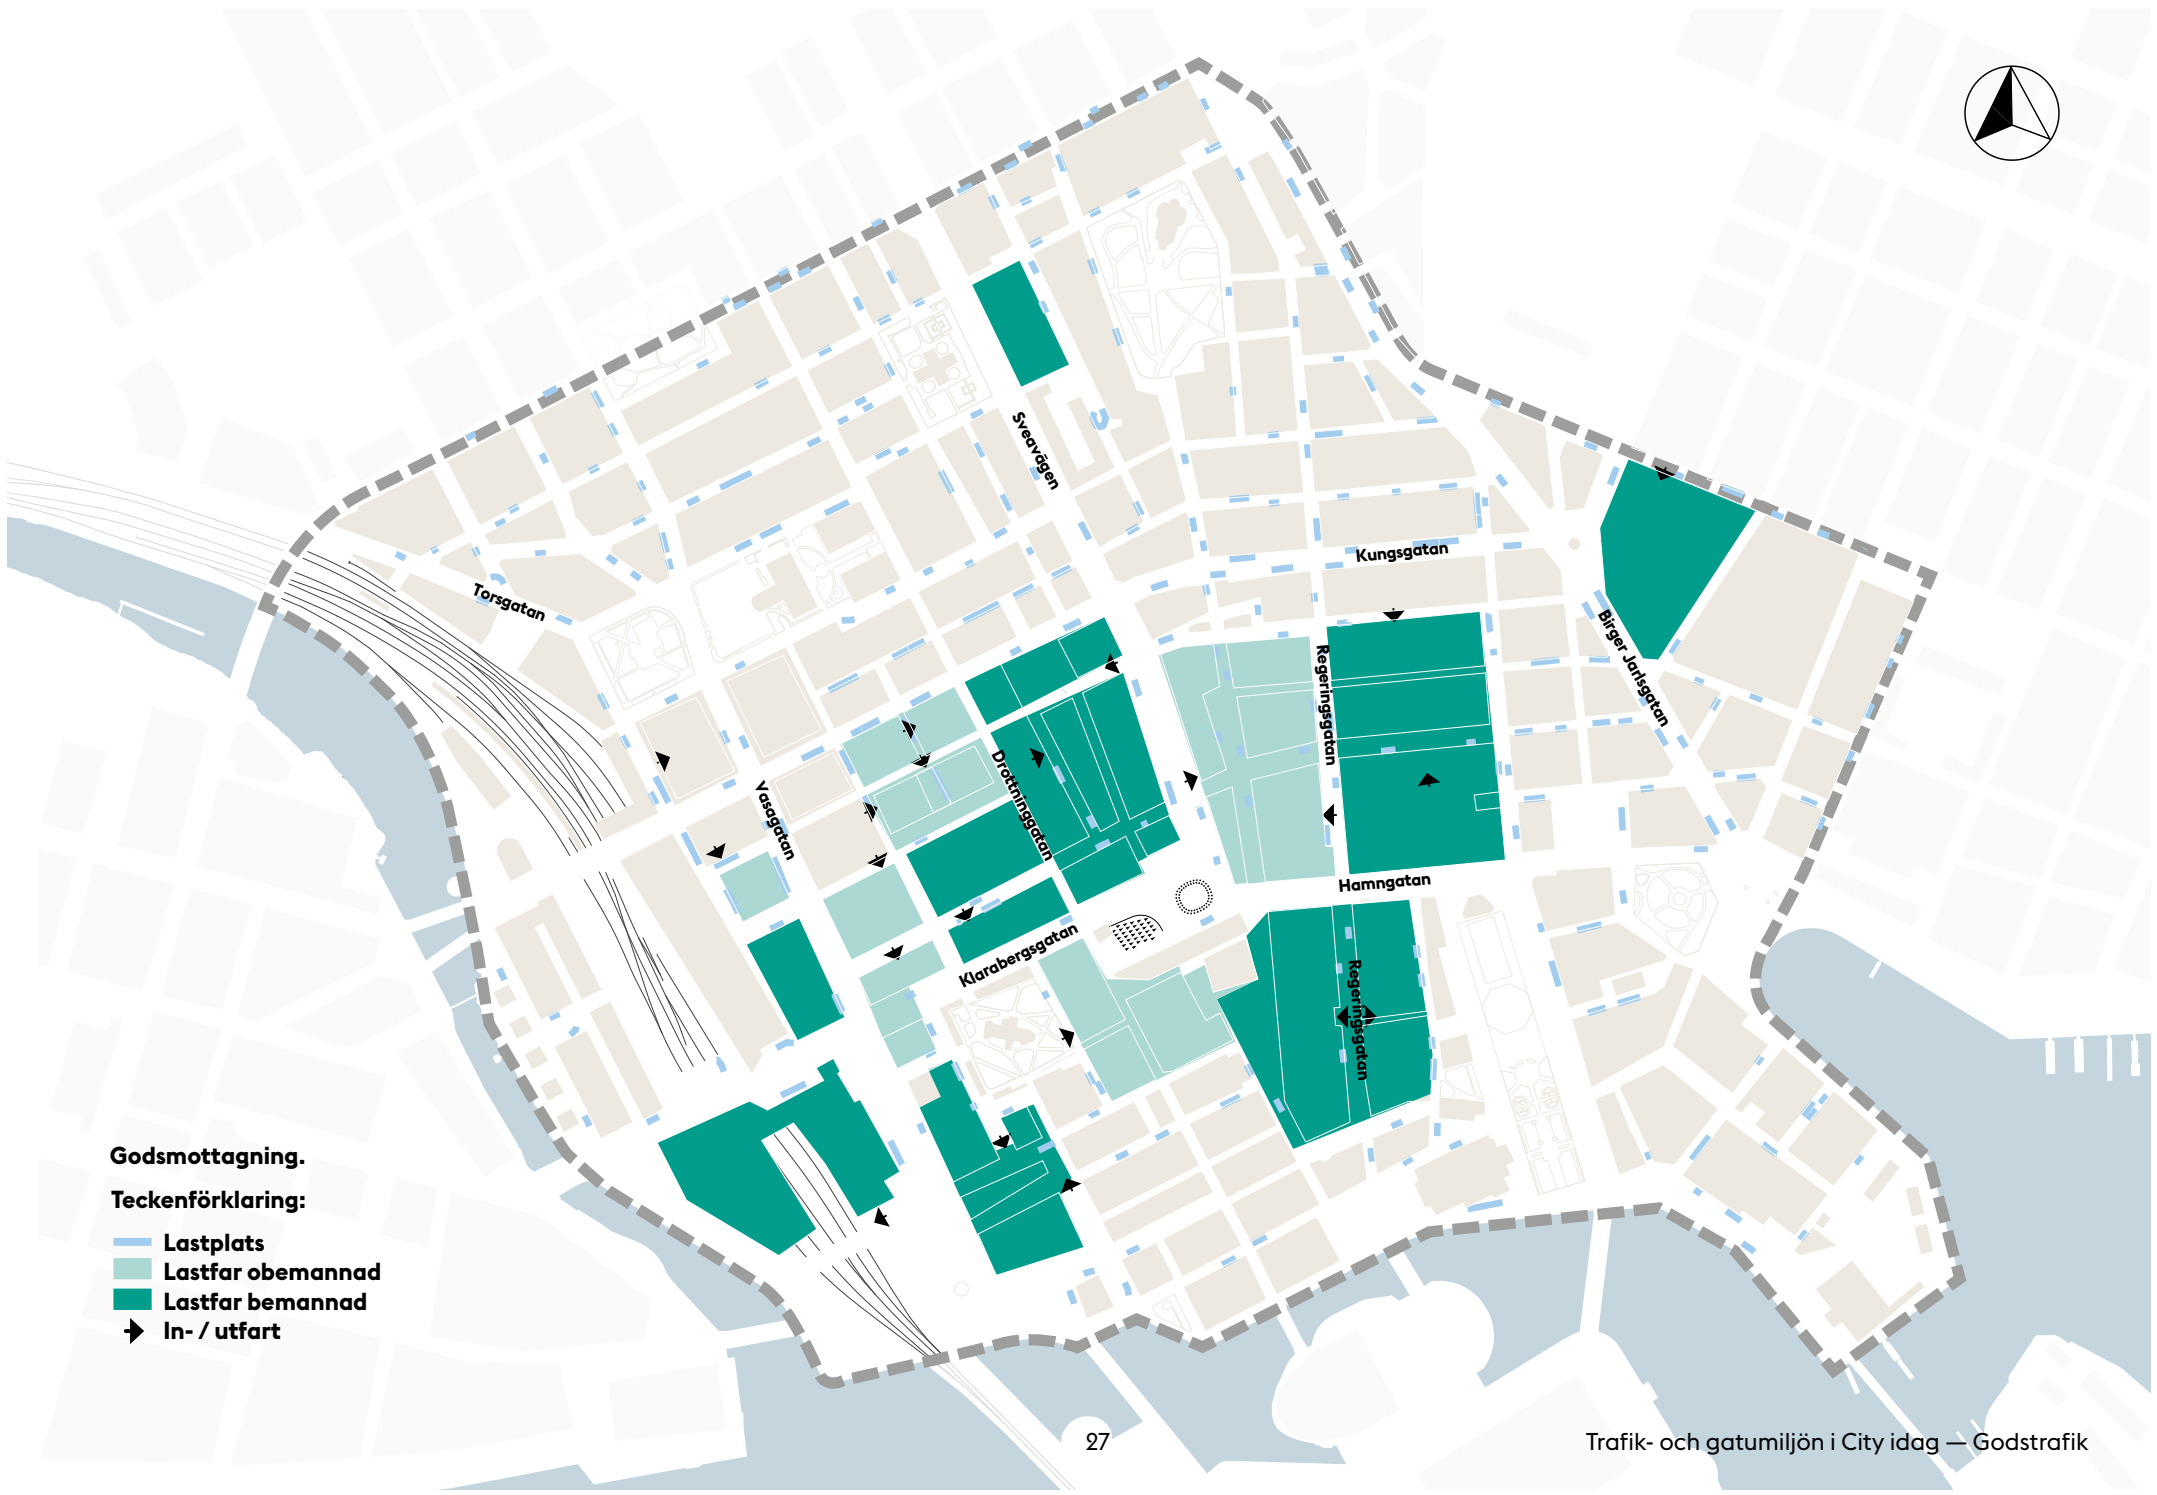 Sveavägen
Kungsgatan
Torsgatan
Birger Jarlsgatan
Regeringsgatan
Drottninggatan
Vasagatan
Hamngatan
Klarabergsgatan
Regeringsgatan
Godsmottagning.
Teckenförklaring:
Lastplats
Lastfar obemannad
Lastfar bemannad
In- / utfart
27
Trafik- och gatumiljön i City idag — Godstrafik